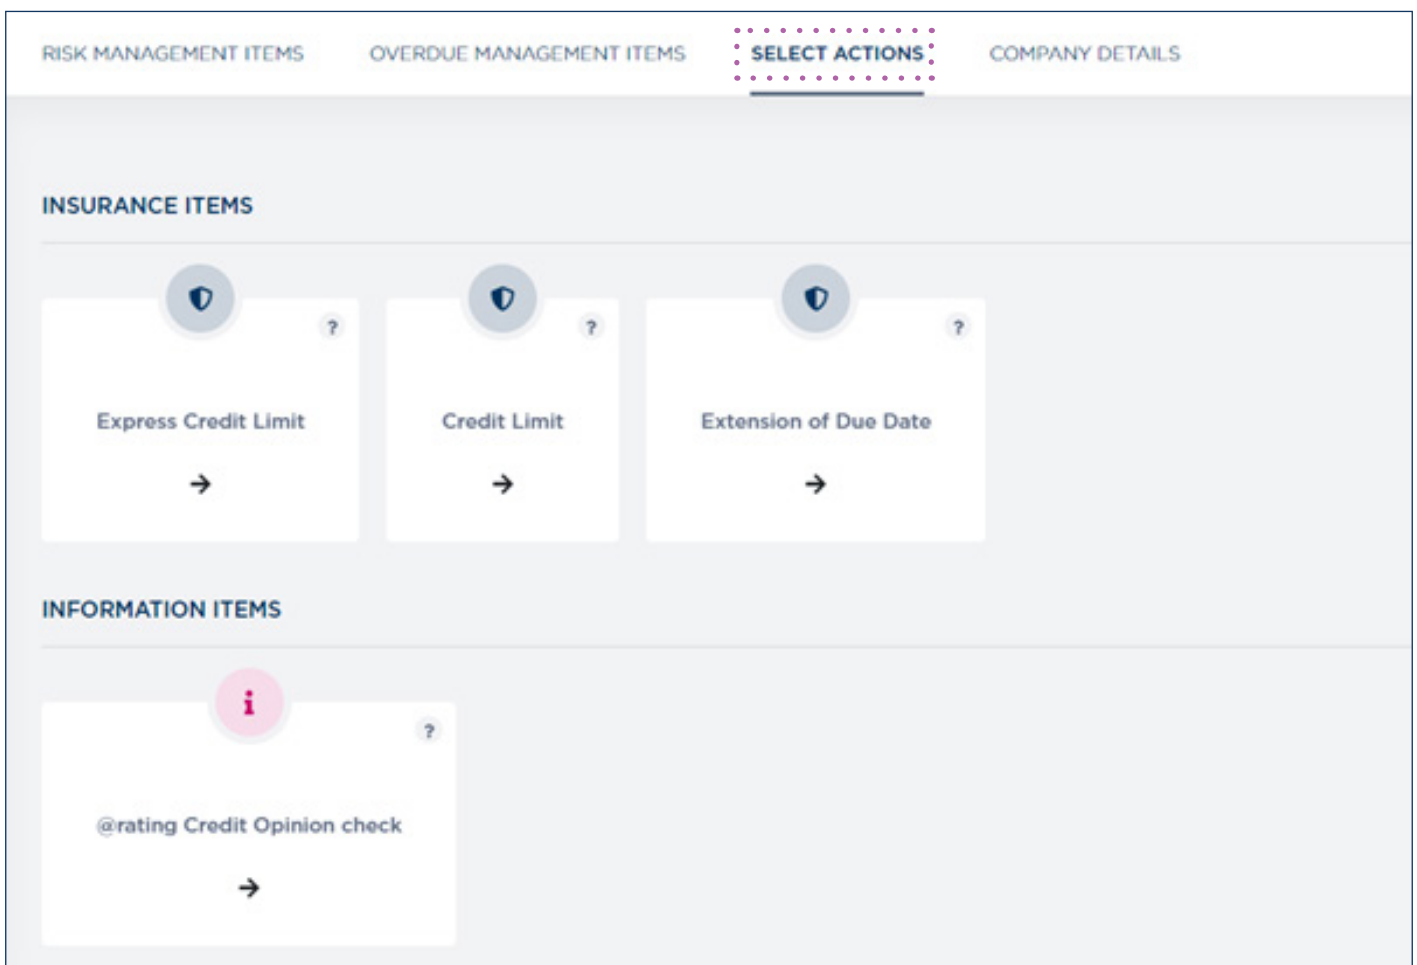 RISK MANAGEMENT ITEMS OVERDUE MANAGEMENT ITEMS SELECT ACTIONS COMPANY DETAILS
INSURANCE ITEMS
? ? ?
Express Credit Limit Credit Limit Extension of Due Date
INFORMATION ITEMS
i
?
@rating Credit Opinion check